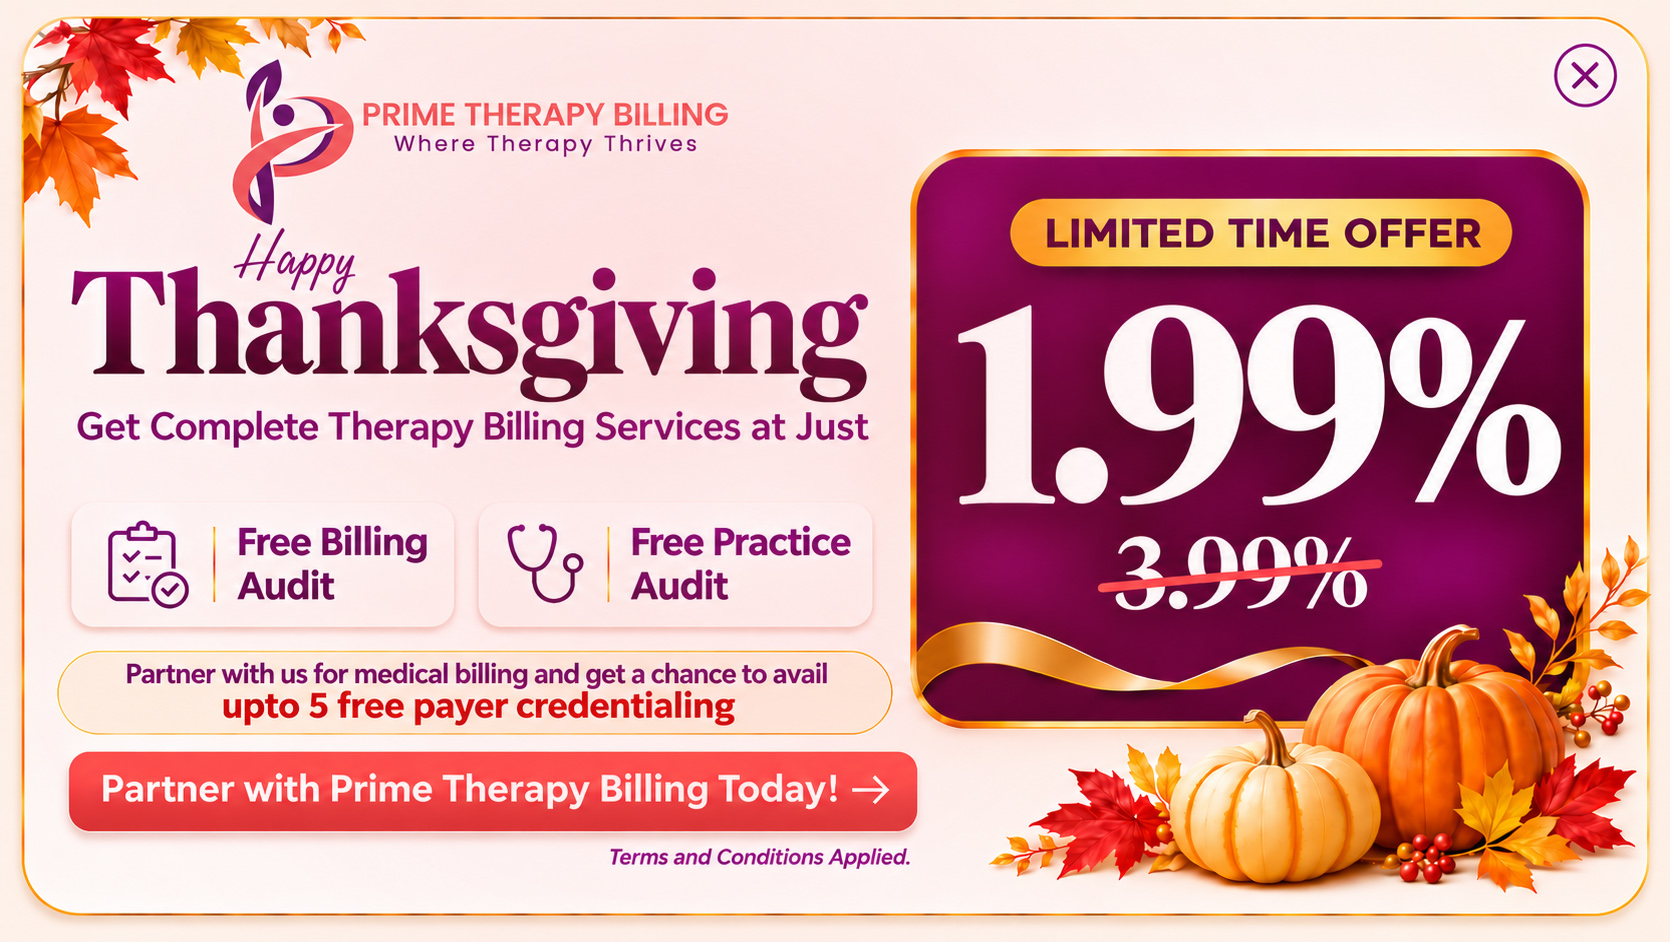 PRIME THERAPY BILLING
Where Therapy Thrives
Happy
Thanksgiving
Get Complete Therapy Billing Services at Just
Free Billing
Audit
Free Practice
Audit
Partner with us for medical billing and get a chance to avail
upto 5 free payer credentialing
Partner with Prime Therapy Billing Today! →
Terms and Conditions Applied.
LIMITED TIME OFFER
1.99%
3.99%